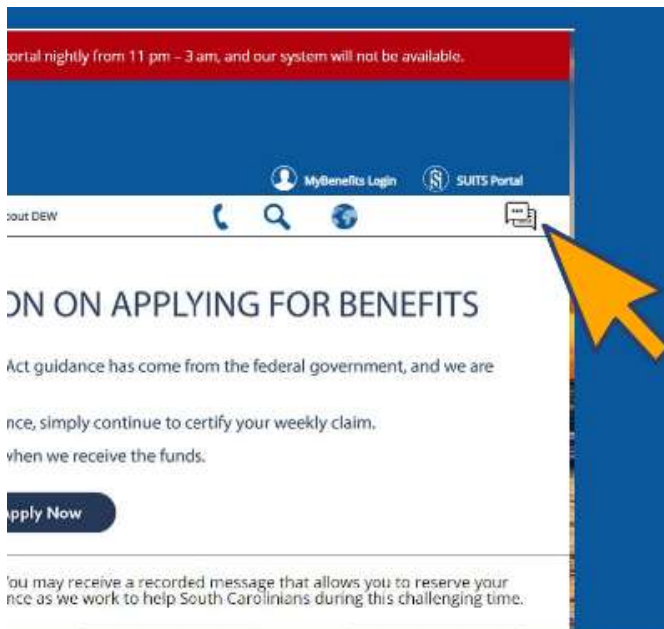 portal nightly from 11 pm – 3 am, and our system will not be available.
MyBenefits Login SUITS Portal
out DEW
ON ON APPLYING FOR BENEFITS
Act guidance has come from the federal government, and we are
nce, simply continue to certify your weekly claim.
when we receive the funds.
Apply Now
You may receive a recorded message that allows you to reserve your
nce as we work to help South Carolinians during this challenging time.